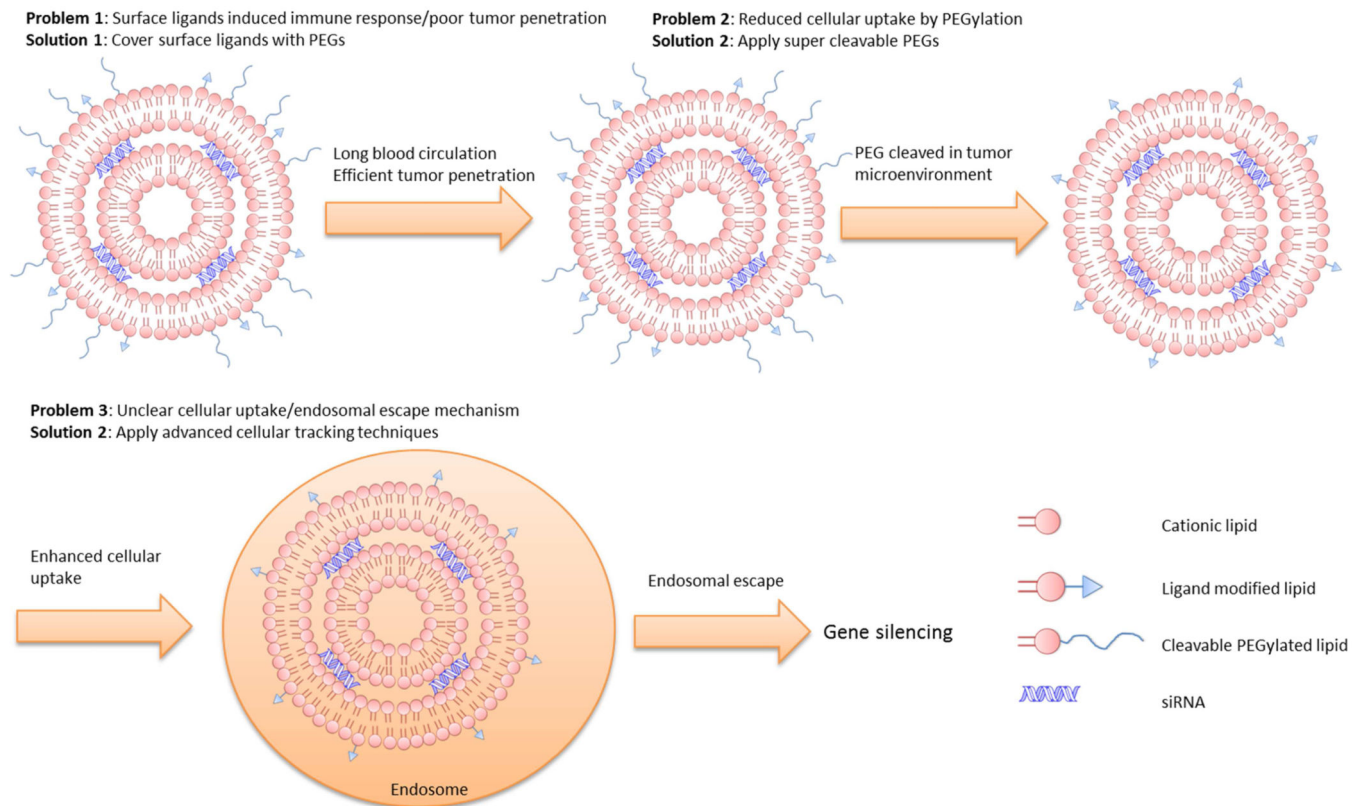 Problem 1: Surface ligands induced immune response/poor tumor penetration
Solution 1: Cover surface ligands with PEGs
Problem 2: Reduced cellular uptake by PEGylation
Solution 2: Apply super cleavable PEGs
Long blood circulation
Efficient tumor penetration
PEG cleaved in tumor
microenvironment
Problem 3: Unclear cellular uptake/endosomal escape mechanism
Solution 2: Apply advanced cellular tracking techniques
Enhanced cellular
uptake
Endosome
Endosomal escape
Gene silencing
Cationic lipid
Ligand modified lipid
Cleavable PEGylated lipid
siRNA